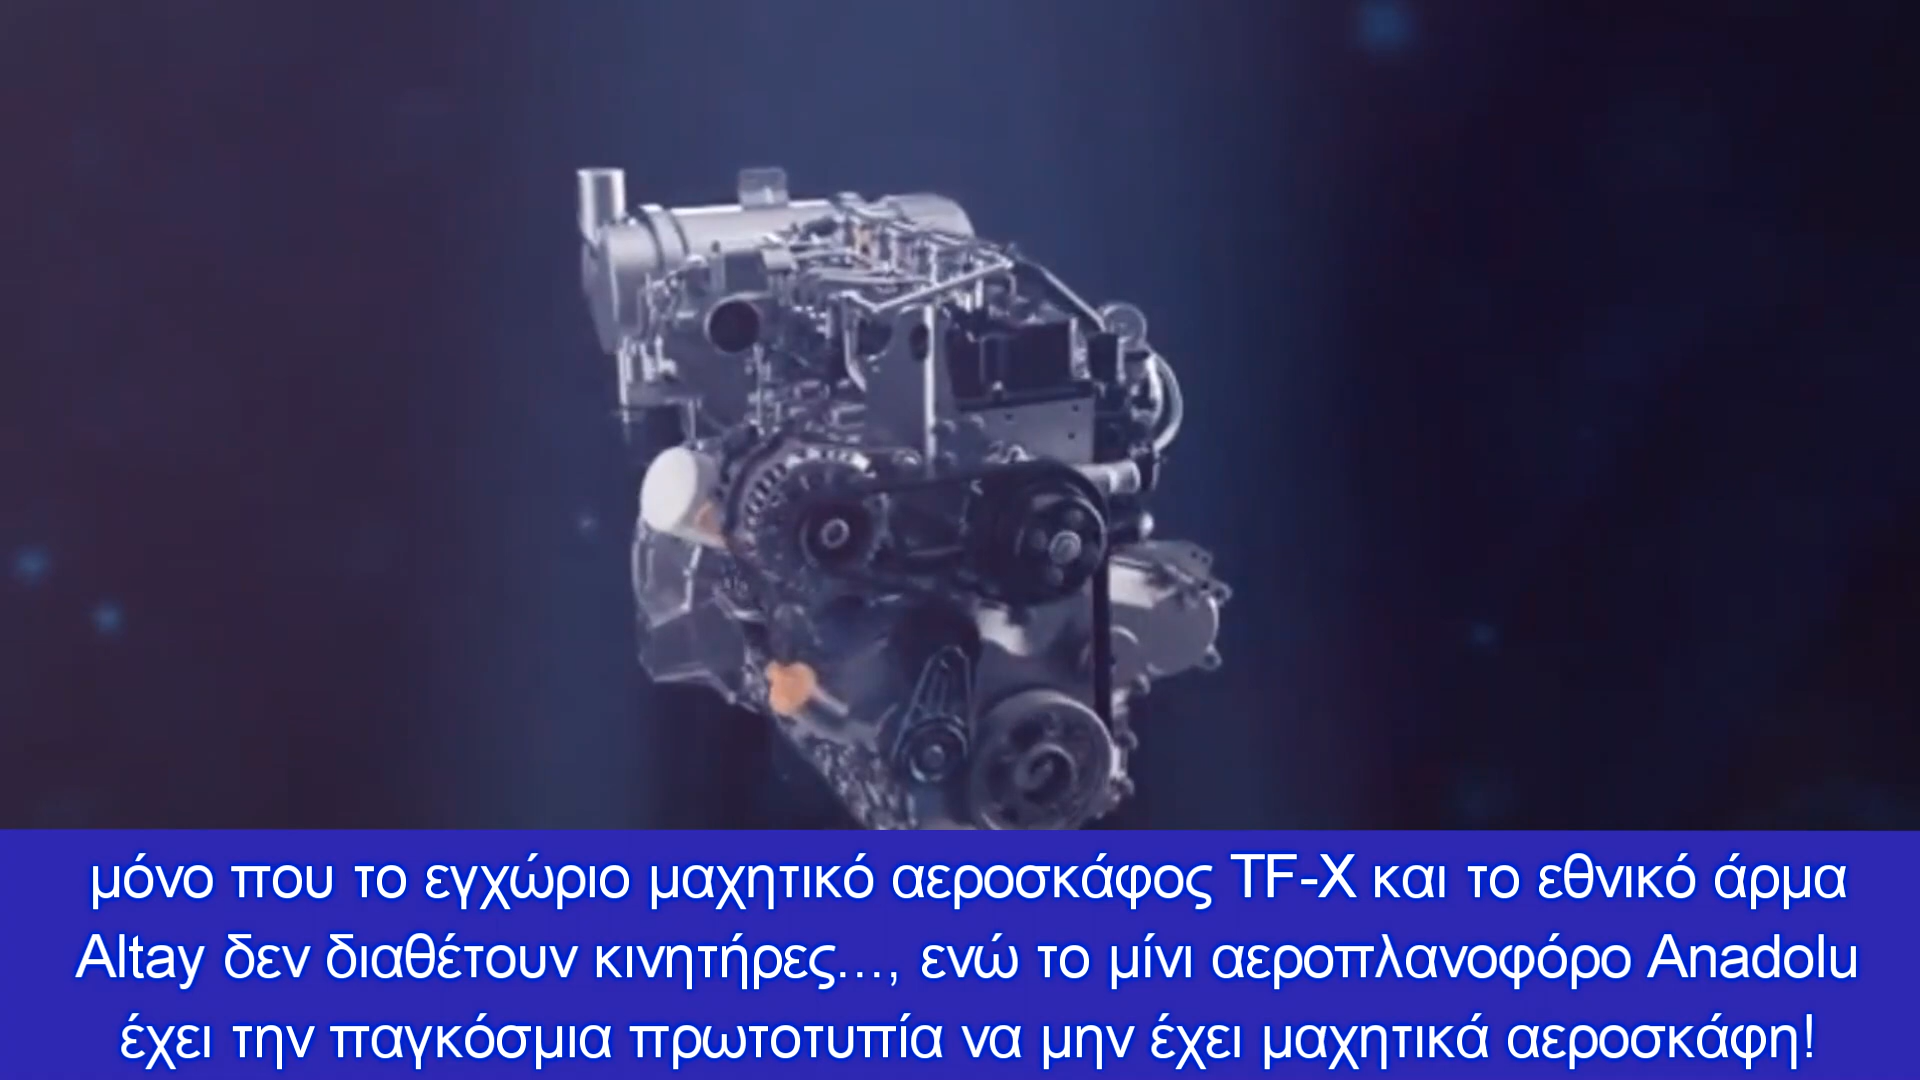 μόνο που το εγχώριο μαχητικό αεροσκάφος TF-X και το εθνικό άρμα
Altay δεν διαθέτουν κινητήρες..., ενώ το μίνι αεροπλανοφόρο Anadolu
έχει την παγκόσμια πρωτοτυπία να μην έχει μαχητικά αεροσκάφη!